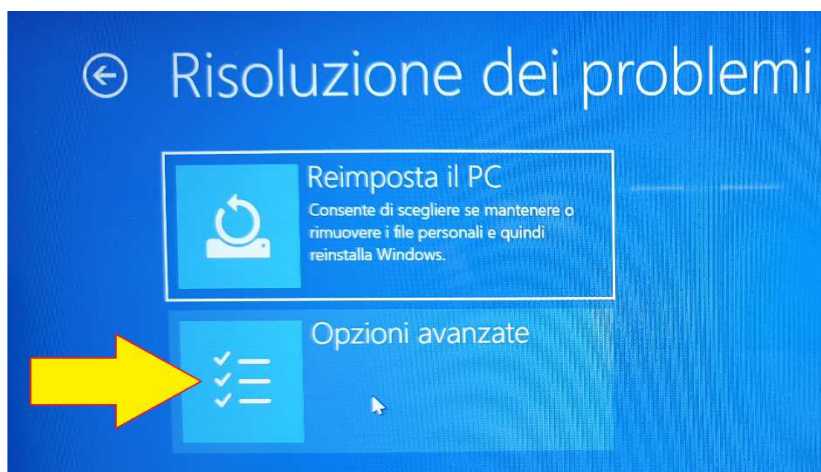 Risoluzione dei problemi
Reimposta il PC
Consente di scegliere se mantenere o
rimuovere i file personali e quindi
reinstalla Windows.
Opzioni avanzate